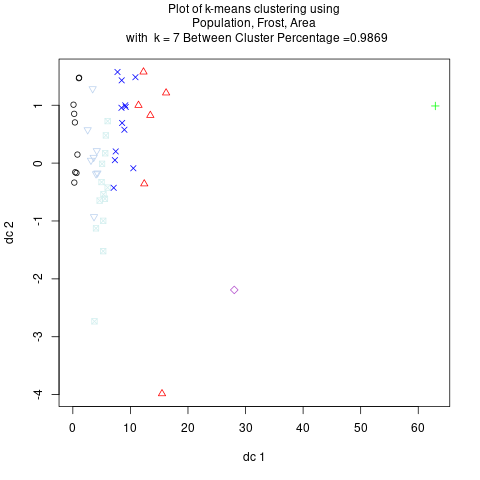 Plot of k-means clustering using
Population, Frost, Area
with k = 7 Between Cluster Percentage =0.9869
dc 2
1
0
-1
-2
-3
-4
0 10 20 30 40 50 60
dc 1